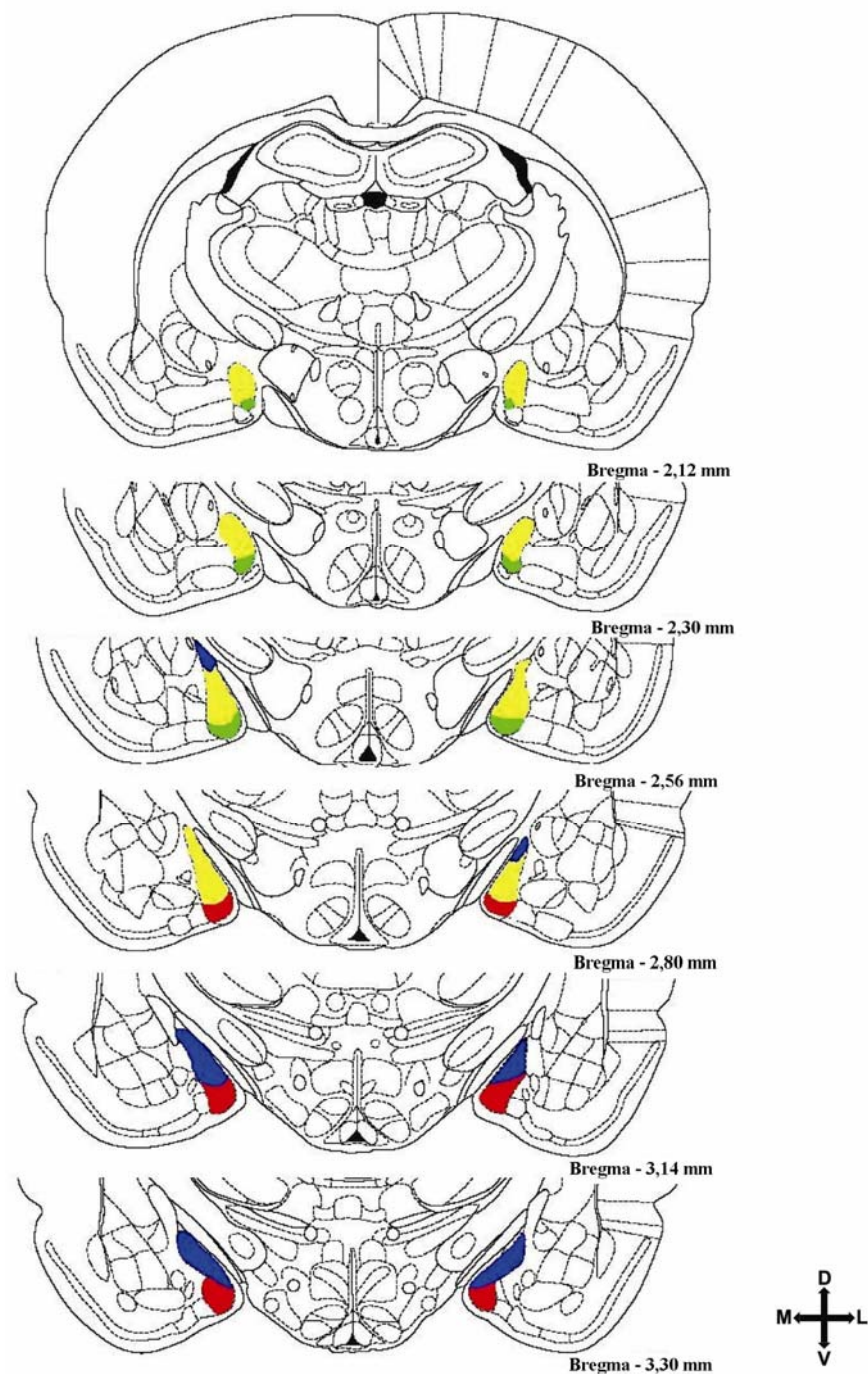 Bregma - 2,12 mm
Bregma - 2,30 mm
Bregma - 2,56 mm
Bregma - 2,80 mm
Bregma - 3,14 mm
Bregma - 3,30 mm
D
M L
V